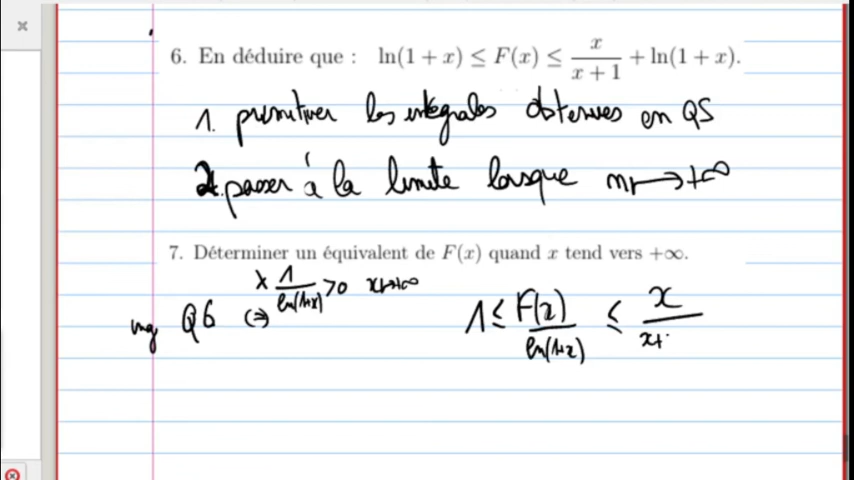 6. En déduire que : ln(1 + x) ≤ F(x) ≤ x/(x + 1) + ln(1 + x).
1. primitiver les intégrales obtenues en Q5
2. passer à la limite lorsque n ↦ +∞
7. Déterminer un équivalent de F(x) quand x tend vers +∞.
× 1/ln(1+x) > 0 x↦+∞
Q6 (⇒) 1 ≤ F(x)/ln(1+x) ≤ x/x+